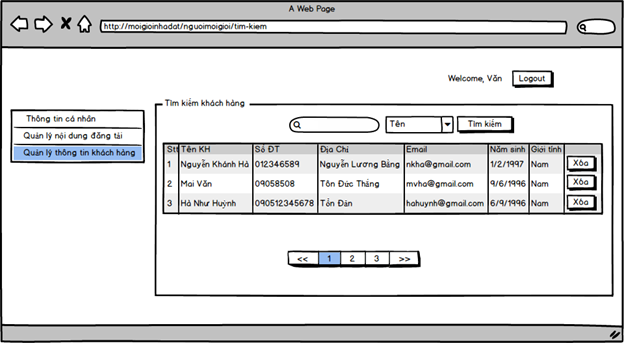 A Web Page
http://moigioinhadat/nguoimoigioi/tim-kiem
Welcome, Văn Logout
Thông tin cá nhân
Quản lý nội dung đăng tải
Quản lý thông tin khách hàng
Tìm kiếm khách hàng
Tên Tìm kiếm
Stt Tên KH Số ĐT Địa Chỉ Email Năm sinh Giới tính
1 Nguyễn Khánh Hà 012346589 Nguyễn Lương Bằng nkha@gmail.com 1/2/1997 Nam Xóa
2 Mai Văn 09058508 Tôn Đức Thắng mvha@gmail.com 9/6/1996 Nam Xóa
3 Hà Như Huỳnh 090512345678 Tản Đản hahuynh@gmail.com 6/9/1996 Nam Xóa
<< 1 2 3 >>